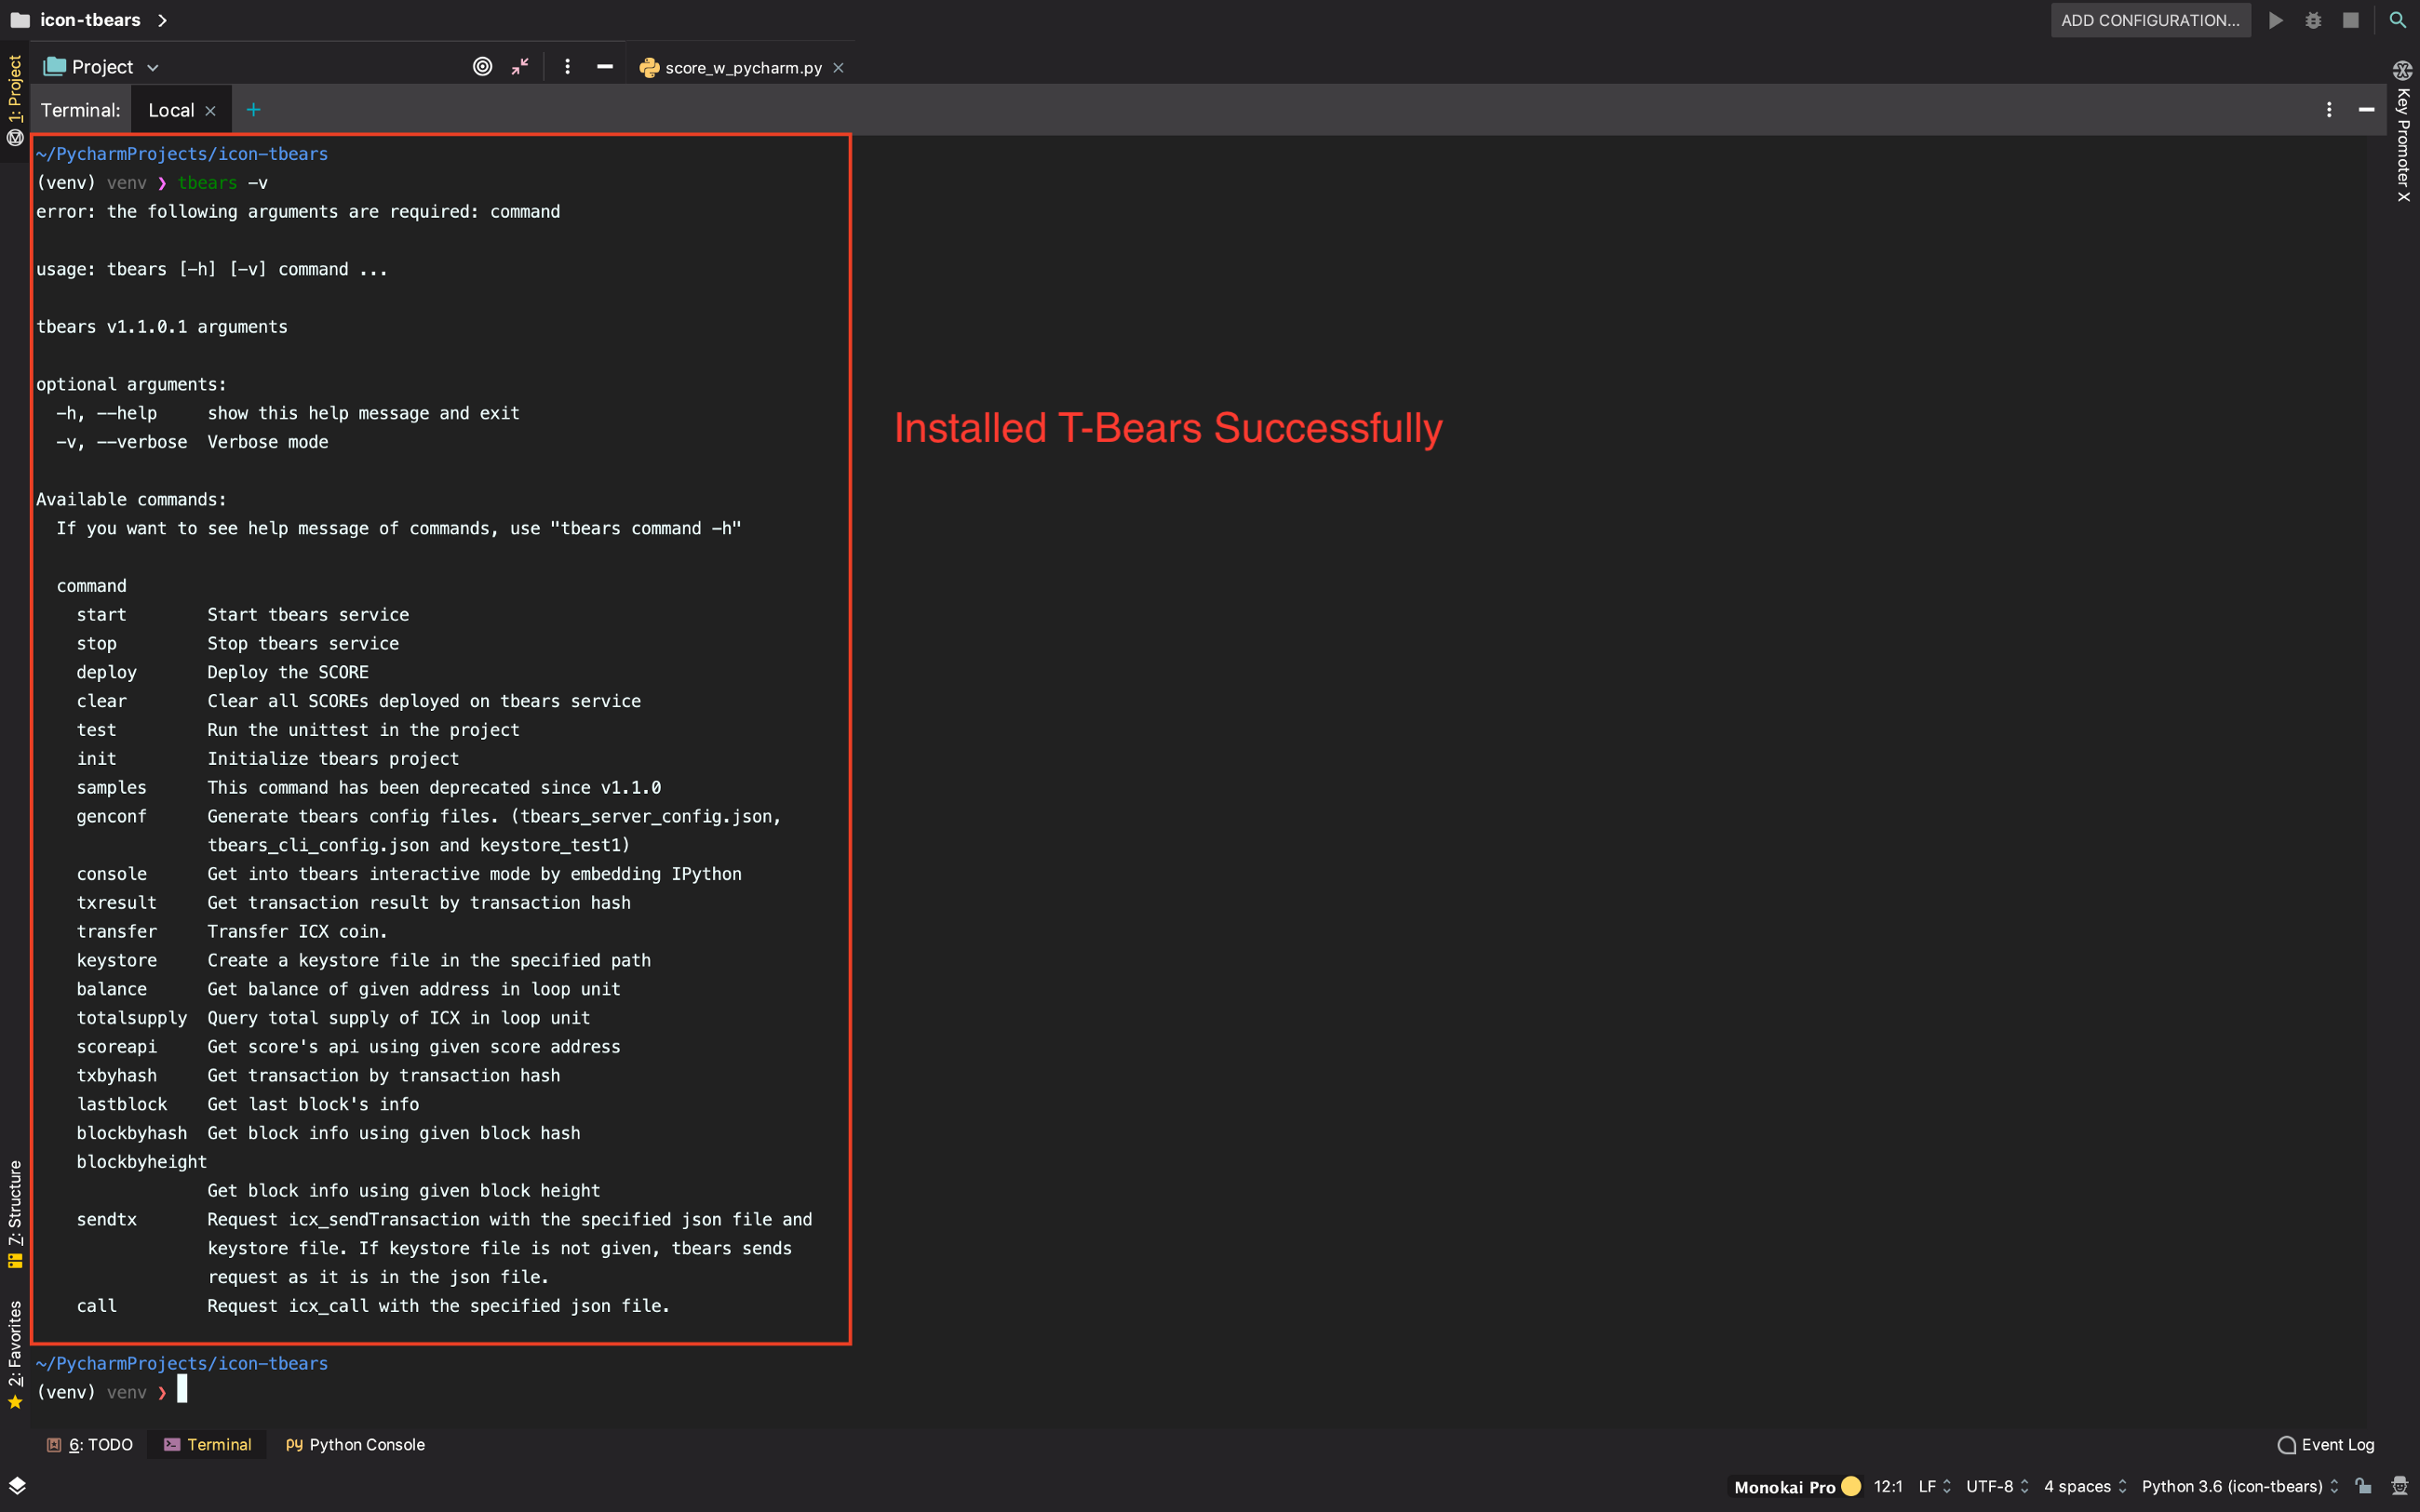 icon-tbears
ADD CONFIGURATION...
1: Project
Project
score_w_pycharm.py
Key Promoter X
Terminal:
Local
~/PycharmProjects/icon-tbears
(venv) venv ❯ tbears -v
error: the following arguments are required: command
usage: tbears [-h] [-v] command ...
tbears v1.1.0.1 arguments
optional arguments:
-h, --help show this help message and exit
-v, --verbose Verbose mode
Available commands:
If you want to see help message of commands, use "tbears command -h"
command
start Start tbears service
stop Stop tbears service
deploy Deploy the SCORE
clear Clear all SCOREs deployed on tbears service
test Run the unittest in the project
init Initialize tbears project
samples This command has been deprecated since v1.1.0
genconf Generate tbears config files. (tbears_server_config.json,
tbears_cli_config.json and keystore_test1)
console Get into tbears interactive mode by embedding IPython
txresult Get transaction result by transaction hash
transfer Transfer ICX coin.
keystore Create a keystore file in the specified path
balance Get balance of given address in loop unit
totalsupply Query total supply of ICX in loop unit
scoreapi Get score's api using given score address
txbyhash Get transaction by transaction hash
lastblock Get last block's info
blockbyhash Get block info using given block hash
blockbyheight
Get block info using given block height
sendtx Request icx_sendTransaction with the specified json file and
keystore file. If keystore file is not given, tbears sends
request as it is in the json file.
call Request icx_call with the specified json file.
~/PycharmProjects/icon-tbears
(venv) venv ❯
Installed T-Bears Successfully
7: Structure
2: Favorites
6: TODO
Terminal
Python Console
Event Log
Monokai Pro
12:1
LF
UTF-8
4 spaces
Python 3.6 (icon-tbears)